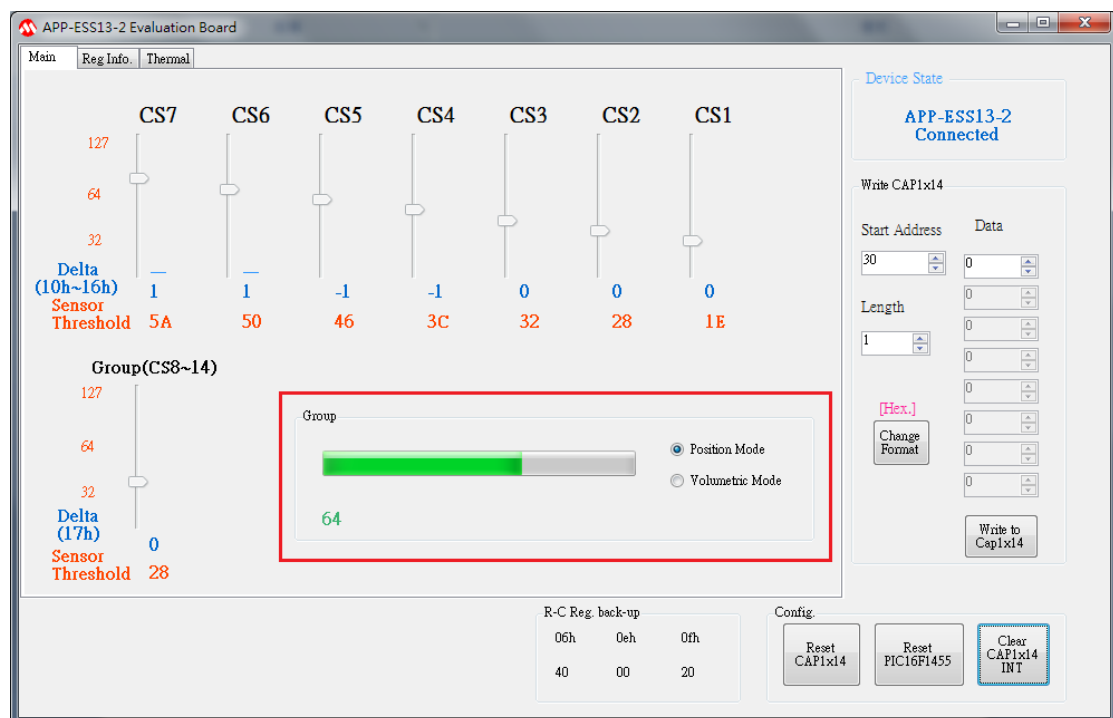 APP-ESS13-2 Evaluation Board
Main Reg Info. Thermal
CS7 CS6 CS5 CS4 CS3 CS2 CS1
127
64
32
Delta
(10h~16h) 1 1 -1 -1 0 0 0
Sensor
Threshold 5A 50 46 3C 32 28 1E
Group(CS8~14)
127
64
32
Delta
(17h) 0
Sensor
Threshold 28
Group
Position Mode
Volumetric Mode
64
Device State
APP-ESS13-2
Connected
Write CAP1x14
Start Address Data
30 0
0
Length
0
1
0
0
[Hex.]
0
Change
Format
0
0
Write to
Cap1x14
R-C Reg. back-up
06h 0eh 0fh
40 00 20
Config.
Reset
CAP1x14
Reset
PIC16F1455
Clear
CAP1x14
INT